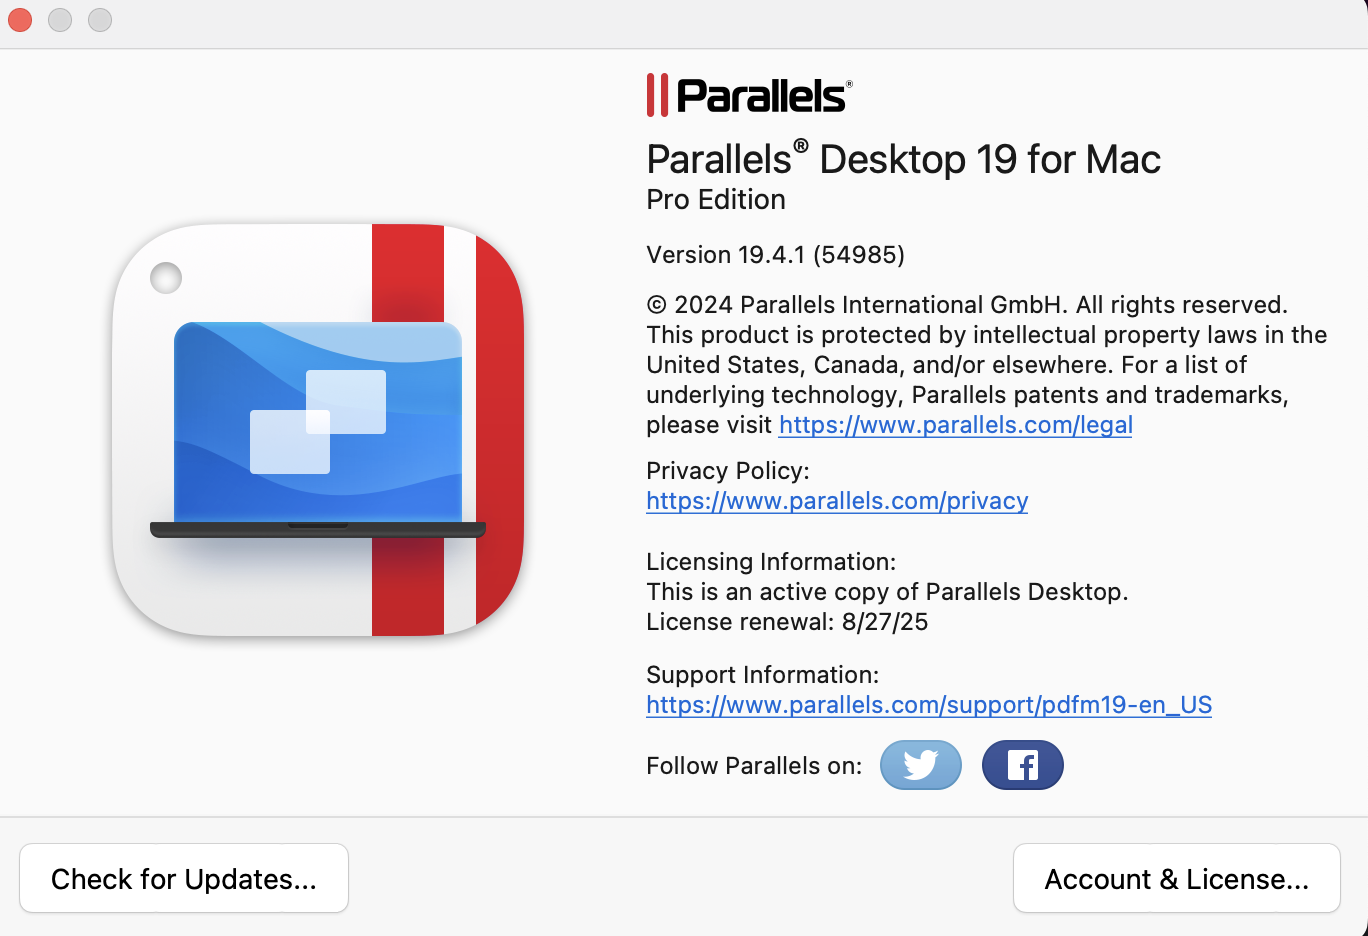 Parallels®
Parallels® Desktop 19 for Mac
Pro Edition
Version 19.4.1 (54985)
© 2024 Parallels International GmbH. All rights reserved.
This product is protected by intellectual property laws in the
United States, Canada, and/or elsewhere. For a list of
underlying technology, Parallels patents and trademarks,
please visit https://www.parallels.com/legal
Privacy Policy:
https://www.parallels.com/privacy
Licensing Information:
This is an active copy of Parallels Desktop.
License renewal: 8/27/25
Support Information:
https://www.parallels.com/support/pdfm19-en_US
Follow Parallels on:
Check for Updates...
Account & License...